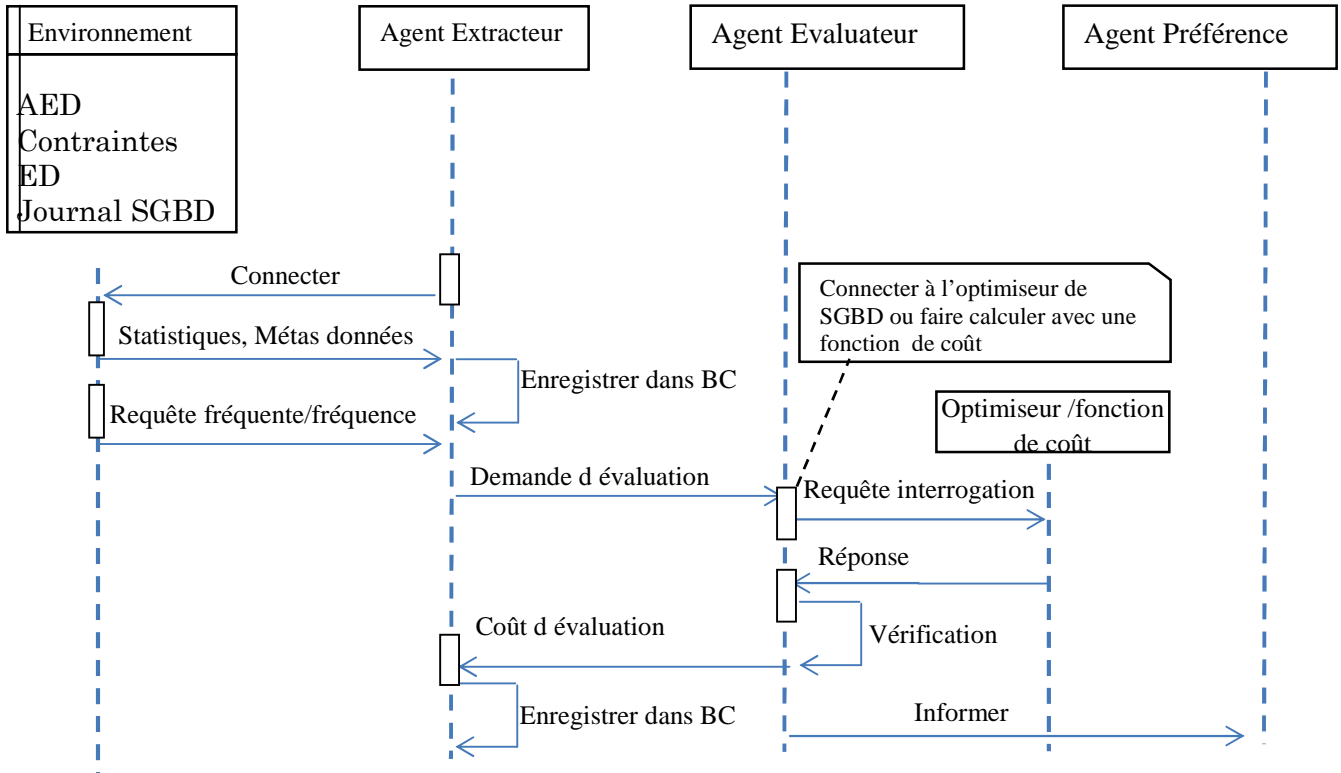 Environnement
Agent Extracteur
Agent Evaluateur
Agent Préférence
AED
Contraintes
ED
Journal SGBD
Connecter
Connecter à l’optimiseur de
SGBD ou faire calculer avec une
fonction de coût
Statistiques, Métas données
Enregistrer dans BC
Requête fréquente/fréquence
Optimiseur /fonction
de coût
Demande d évaluation
Requête interrogation
Réponse
Coût d évaluation
Vérification
Enregistrer dans BC
Informer